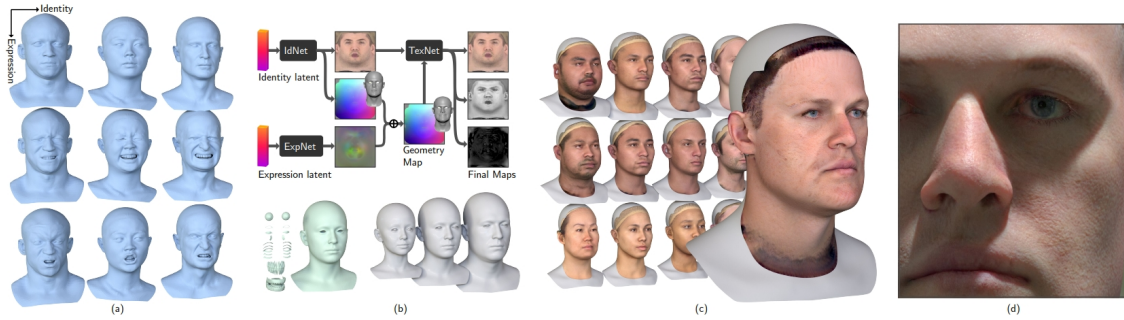 Identity
Expression
IdNet
TexNet
Identity latent
ExpNet
Expression latent
Geometry
Map
Final Maps
(a)
(b)
(c)
(d)